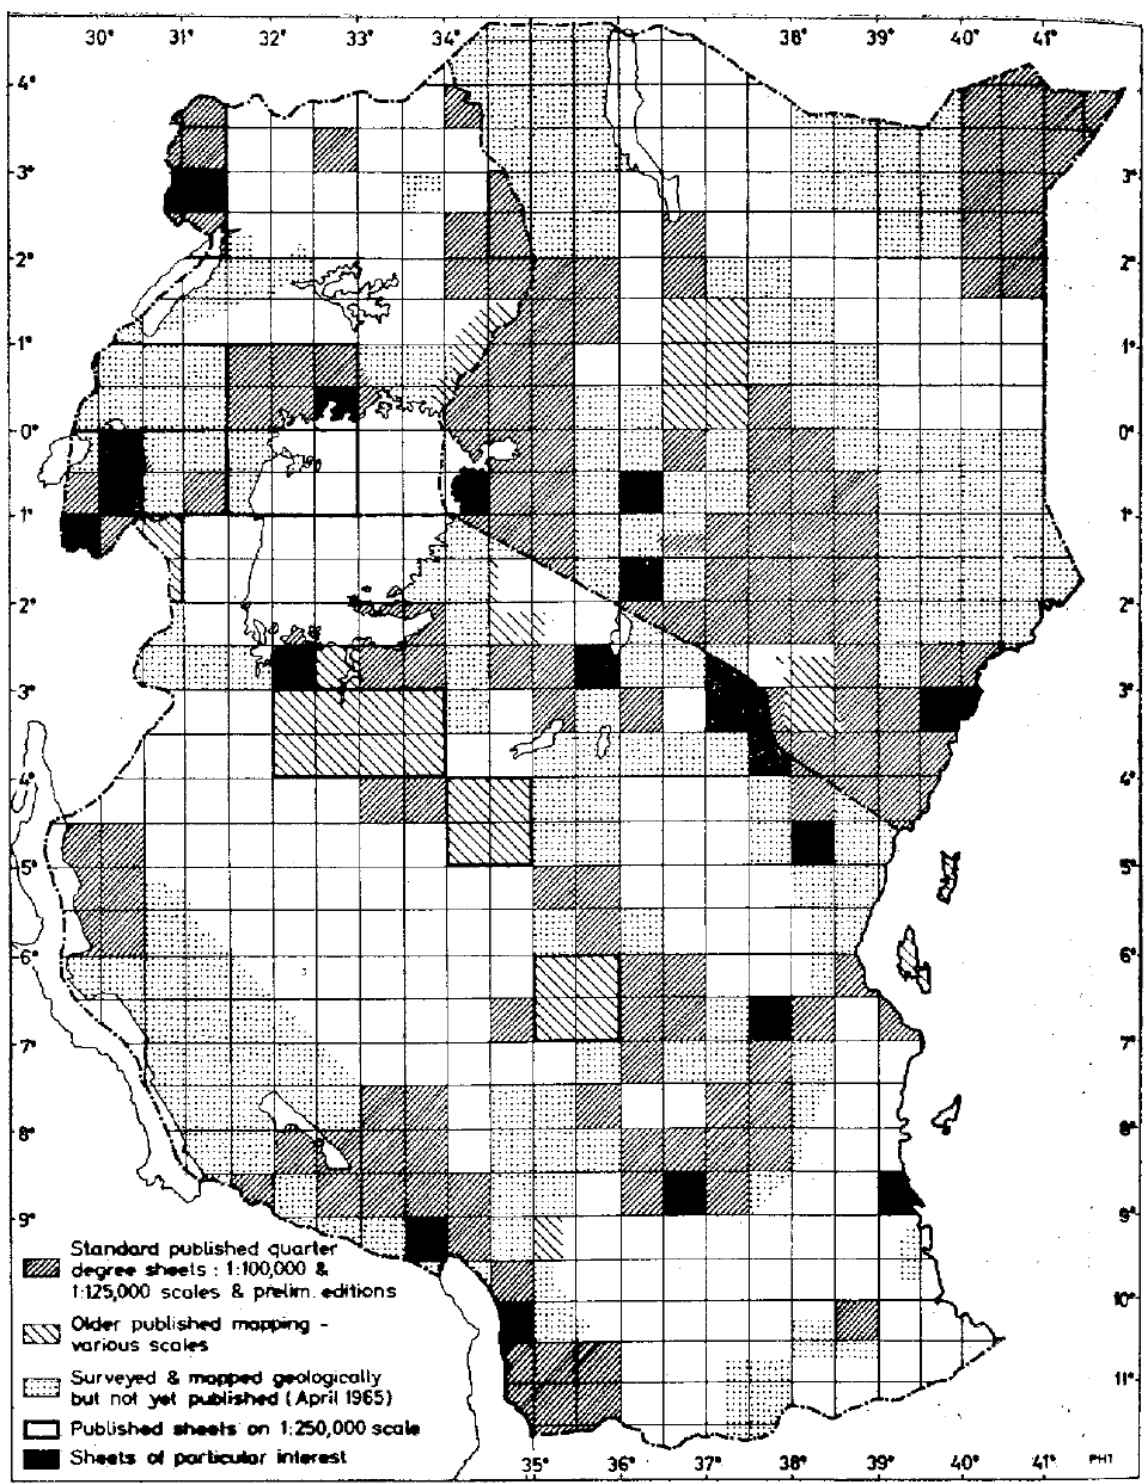 30° 31° 32° 33° 34° 38° 39° 40° 41°
4°
3° 3°
2° 2°
1° 1°
0° 0°
1° 1°
2° 2°
3° 3°
4° 4°
5° 5°
6° 6°
7° 7°
8° 8°
9° 9°
Standard published quarter
degree sheets : 1:100,000 &
1:125,000 scales & prelim. editions
10°
Older published mapping -
various scales
Surveyed & mapped geologically
but not yet published (April 1965)
11°
Published sheets on 1:250,000 scale
Sheets of particular interest
35° 36° 37° 38° 39° 40° 41° PHT